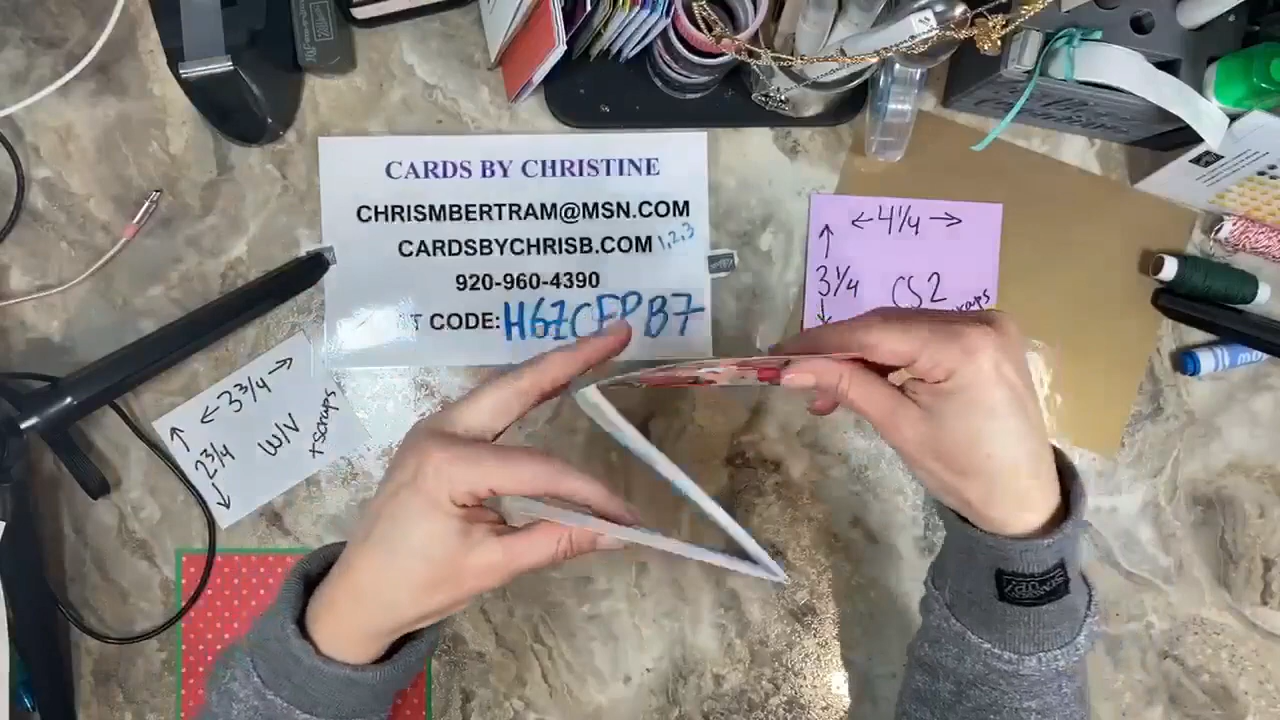 CARDS BY CHRISTINE
CHRISMBERTRAM@MSN.COM
CARDSBYCHRISB.COM 1,2,3
920-960-4390
CODE: H6ZCFPB7
← 4 1/4 →
↑
3 1/4 CS2
↓
← 3 3/4 →
↑
2 3/4 W/V
↓ + scraps